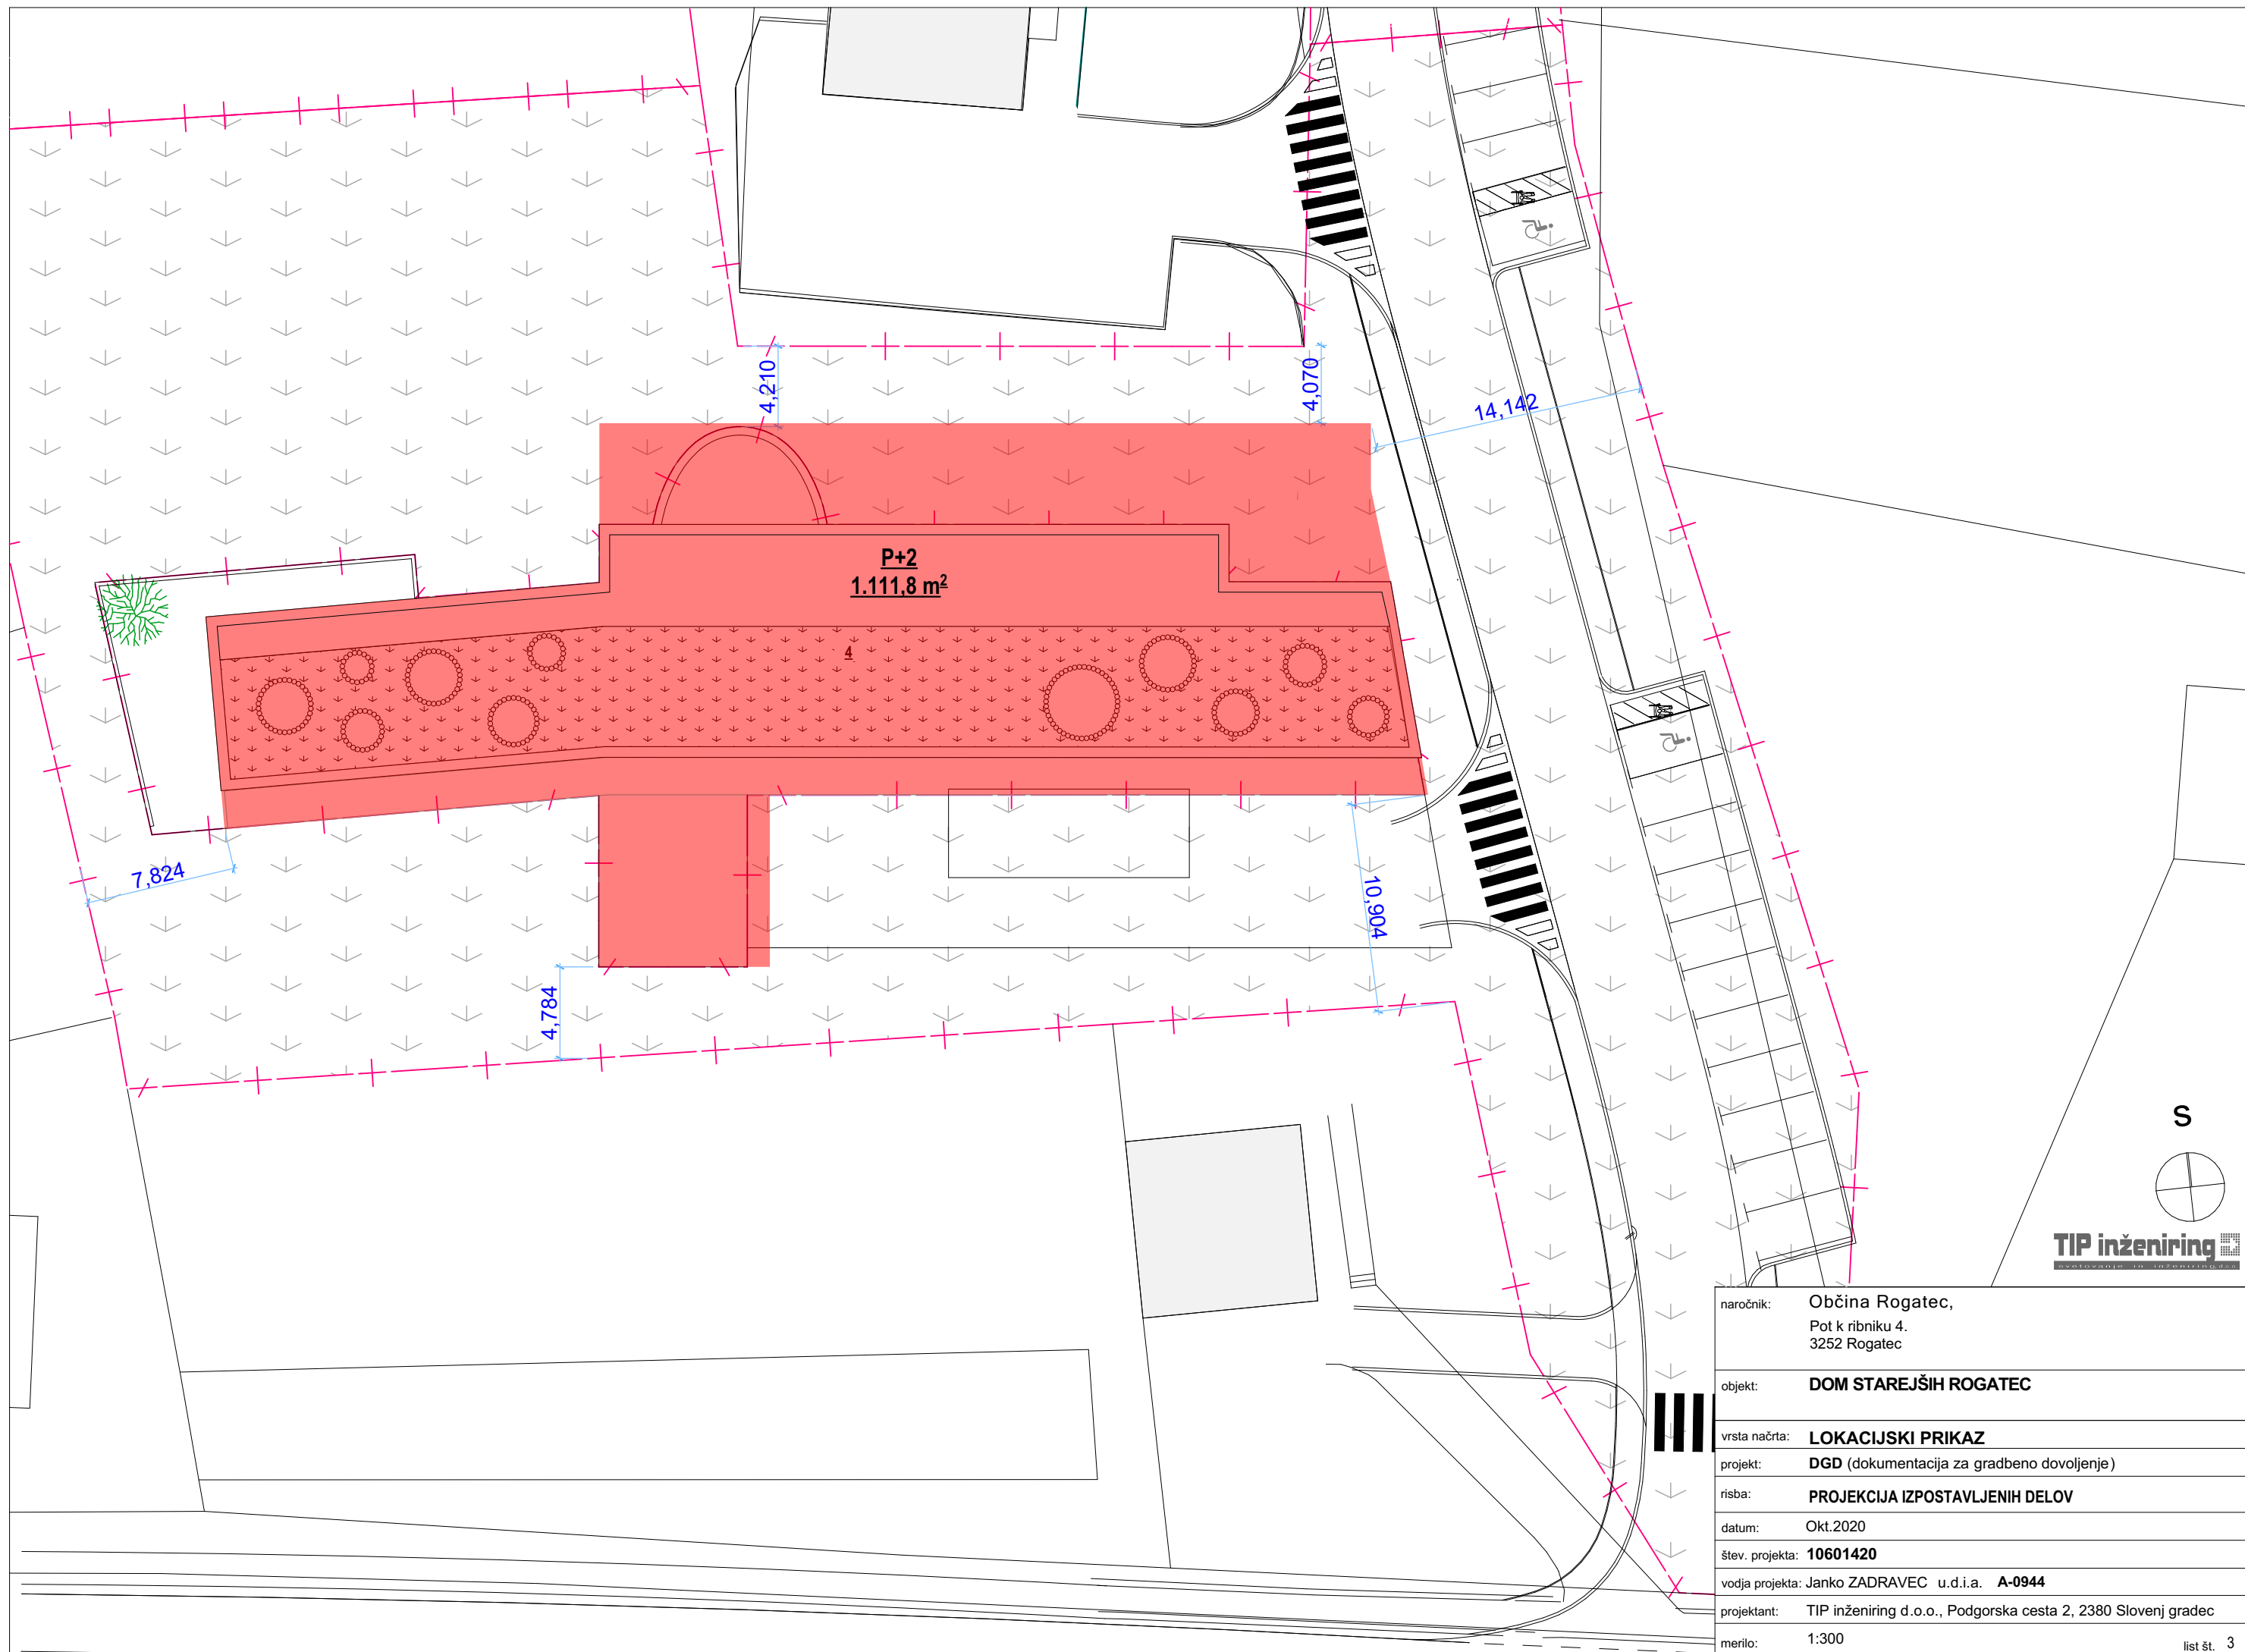 4,210
4,070
14,142
P+2
1.111,8 m²
4
7,824
10,904
4,784
S
TIP inženiring
svetovanje in inženiring d.o.o.
naročnik: Občina Rogatec,
Pot k ribniku 4.
3252 Rogatec
objekt: DOM STAREJŠIH ROGATEC
vrsta načrta: LOKACIJSKI PRIKAZ
projekt: DGD (dokumentacija za gradbeno dovoljenje)
risba: PROJEKCIJA IZPOSTAVLJENIH DELOV
datum: Okt.2020
štev. projekta: 10601420
vodja projekta: Janko ZADRAVEC u.d.i.a. A-0944
projektant: TIP inženiring d.o.o., Podgorska cesta 2, 2380 Slovenj gradec
merilo: 1:300
list št. 3